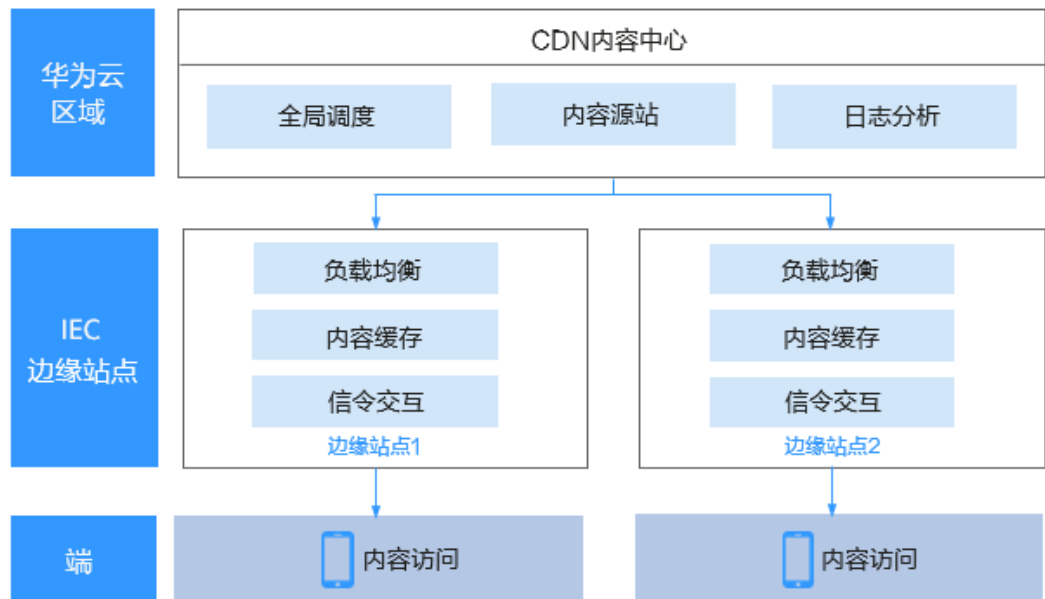 华为云
区域
CDN内容中心
全局调度
内容源站
日志分析
IEC
边缘站点
负载均衡
内容缓存
信令交互
边缘站点1
负载均衡
内容缓存
信令交互
边缘站点2
端
内容访问
内容访问